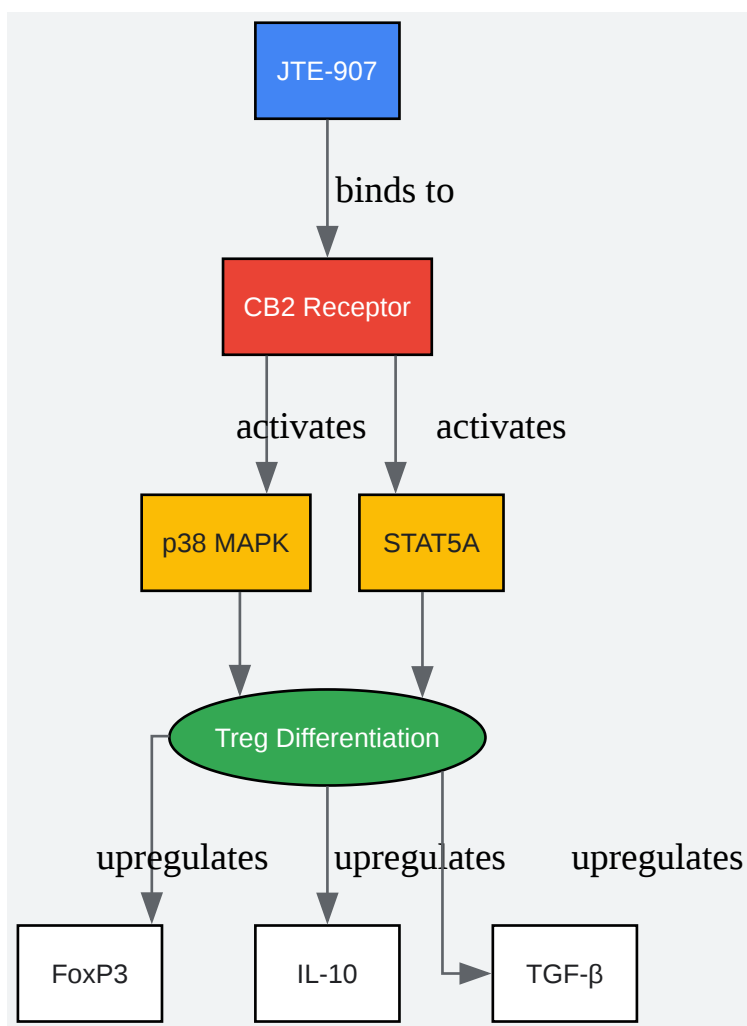 JTE-907
binds to
CB2 Receptor
activates activates
p38 MAPK STAT5A
Treg Differentiation
upregulates upregulates upregulates
FoxP3 IL-10 TGF-β